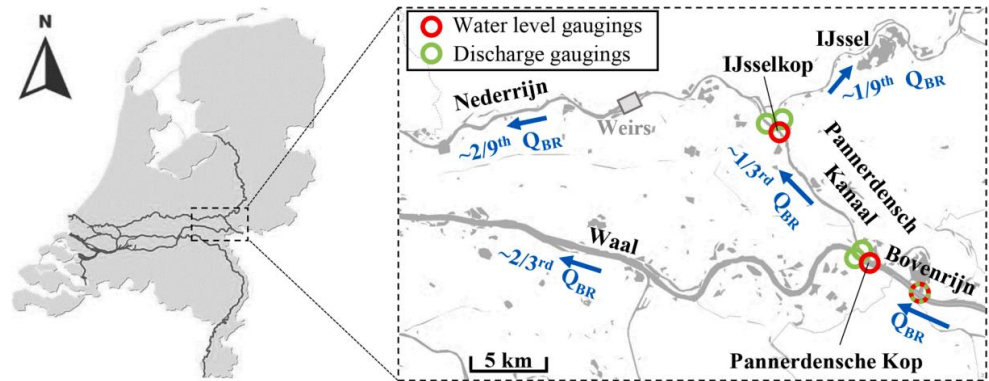 N
Water level gaugings
Discharge gaugings
IJssel
IJsselkop
~1/9th QBR
Nederrijn
Weirs
~2/9th QBR
Pannerdensch
Kanaal
~1/3rd
QBR
Waal
~2/3rd
QBR
Bovenrijn
QBR
5 km
Pannerdensche Kop